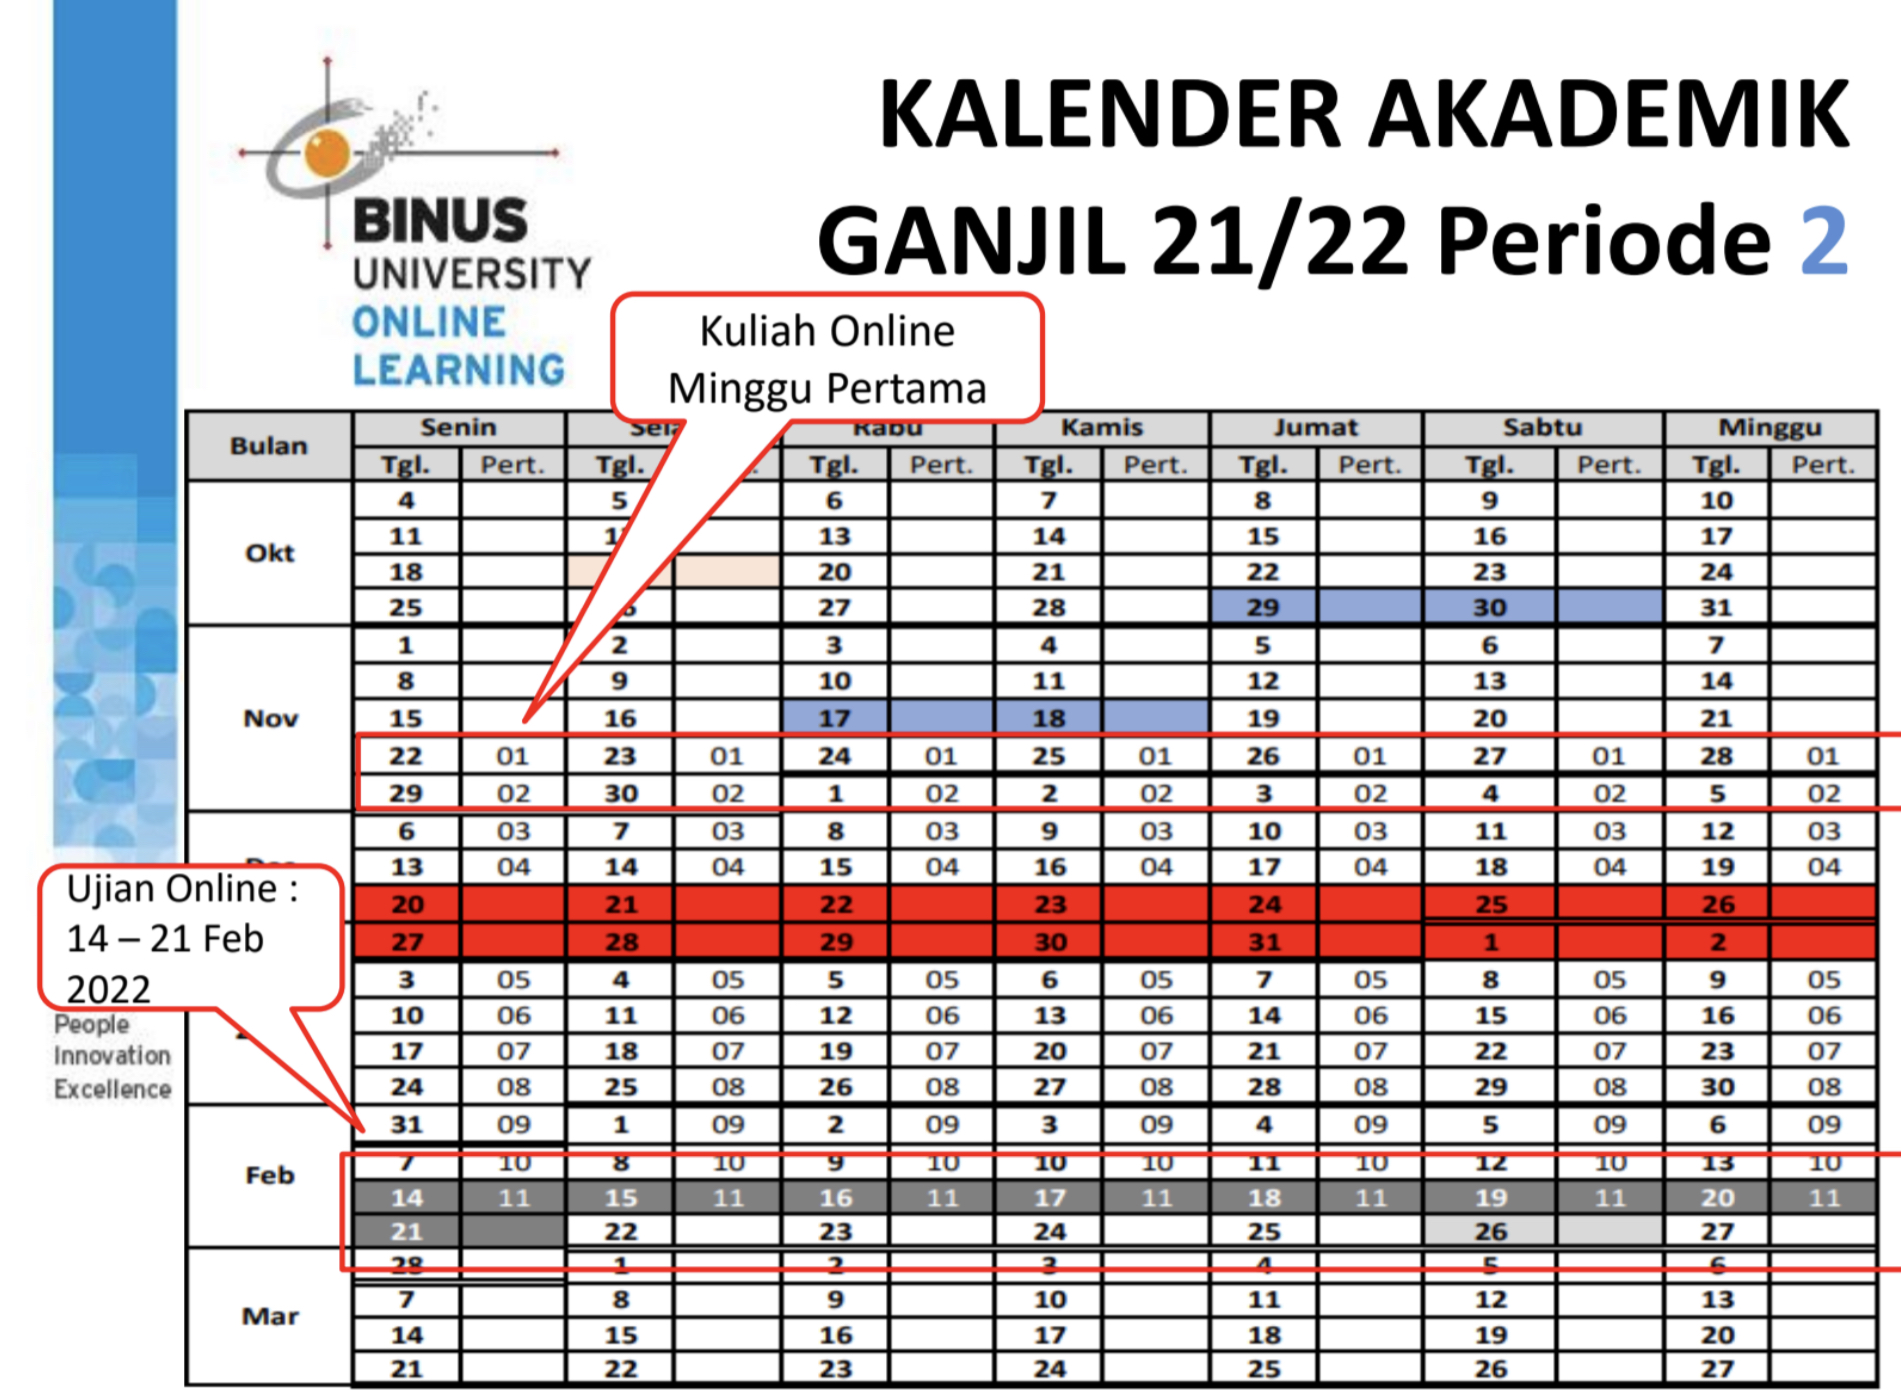 KALENDER AKADEMIK
GANJIL 21/22 Periode 2
BINUS
UNIVERSITY
ONLINE
LEARNING
Kuliah Online
Minggu Pertama
Bulan Senin Rabu Kamis Jumat Sabtu Minggu
Tgl. Pert. Tgl. Tgl. Pert. Tgl. Pert. Tgl. Pert. Tgl. Pert. Tgl. Pert.
Okt
4 5 6 7 8 9 10
11 13 14 15 16 17
18 20 21 22 23 24
25 27 28 29 30 31
Nov
1 2 3 4 5 6 7
8 9 10 11 12 13 14
15 16 17 18 19 20 21
22 01 23 01 24 01 25 01 26 01 27 01 28 01
29 02 30 02 1 02 2 02 3 02 4 02 5 02
6 03 7 03 8 03 9 03 10 03 11 03 12 03
13 04 14 04 15 04 16 04 17 04 18 04 19 04
20 21 22 23 24 25 26
27 28 29 30 31 1 2
3 05 4 05 5 05 6 05 7 05 8 05 9 05
10 06 11 06 12 06 13 06 14 06 15 06 16 06
17 07 18 07 19 07 20 07 21 07 22 07 23 07
24 08 25 08 26 08 27 08 28 08 29 08 30 08
Feb
31 09 1 09 2 09 3 09 4 09 5 09 6 09
7 10 8 10 9 10 10 10 11 10 12 10 13 10
14 11 15 11 16 11 17 11 18 11 19 11 20 11
21 22 23 24 25 26 27
28 1 2 3 4 5 6
Mar
7 8 9 10 11 12 13
14 15 16 17 18 19 20
21 22 23 24 25 26 27
Ujian Online :
14 – 21 Feb
2022
People
Innovation
Excellence